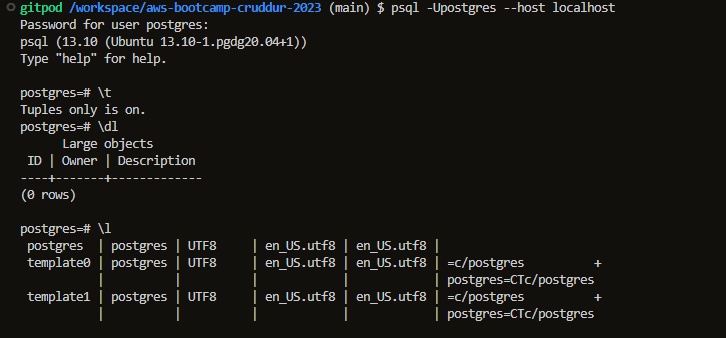 gitpod /workspace/aws-bootcamp-cruddur-2023 (main) $ psql -Upostgres --host localhost
Password for user postgres:
psql (13.10 (Ubuntu 13.10-1.pgdg20.04+1))
Type "help" for help.

postgres=# \t
Tuples only is on.
postgres=# \dl
      Large objects
 ID | Owner | Description
----+-------+-------------
(0 rows)

postgres=# \l
 postgres  | postgres | UTF8     | en_US.utf8 | en_US.utf8 |
 template0 | postgres | UTF8     | en_US.utf8 | en_US.utf8 | =c/postgres          +
           |          |          |            |            | postgres=CTc/postgres
 template1 | postgres | UTF8     | en_US.utf8 | en_US.utf8 | =c/postgres          +
           |          |          |            |            | postgres=CTc/postgres